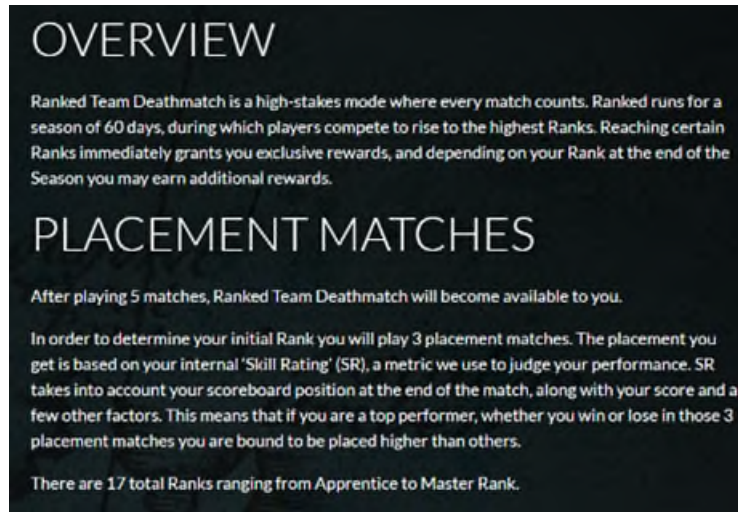 OVERVIEW
Ranked Team Deathmatch is a high-stakes mode where every match counts. Ranked runs for a
season of 60 days, during which players compete to rise to the highest Ranks. Reaching certain
Ranks immediately grants you exclusive rewards, and depending on your Rank at the end of the
Season you may earn additional rewards.
PLACEMENT MATCHES
After playing 5 matches, Ranked Team Deathmatch will become available to you.
In order to determine your initial Rank you will play 3 placement matches. The placement you
get is based on your internal 'Skill Rating' (SR), a metric we use to judge your performance. SR
takes into account your scoreboard position at the end of the match, along with your score and a
few other factors. This means that if you are a top performer, whether you win or lose in those 3
placement matches you are bound to be placed higher than others.
There are 17 total Ranks ranging from Apprentice to Master Rank.